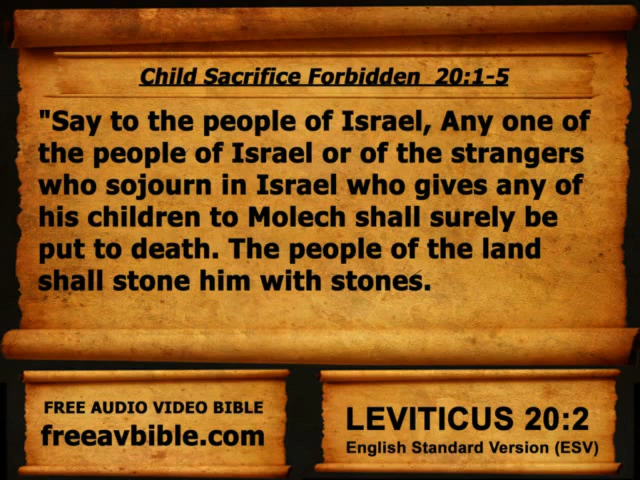 Child Sacrifice Forbidden 20:1-5
"Say to the people of Israel, Any one of
the people of Israel or of the strangers
who sojourn in Israel who gives any of
his children to Molech shall surely be
put to death. The people of the land
shall stone him with stones.
FREE AUDIO VIDEO BIBLE
freeavbible.com
LEVITICUS 20:2
English Standard Version (ESV)